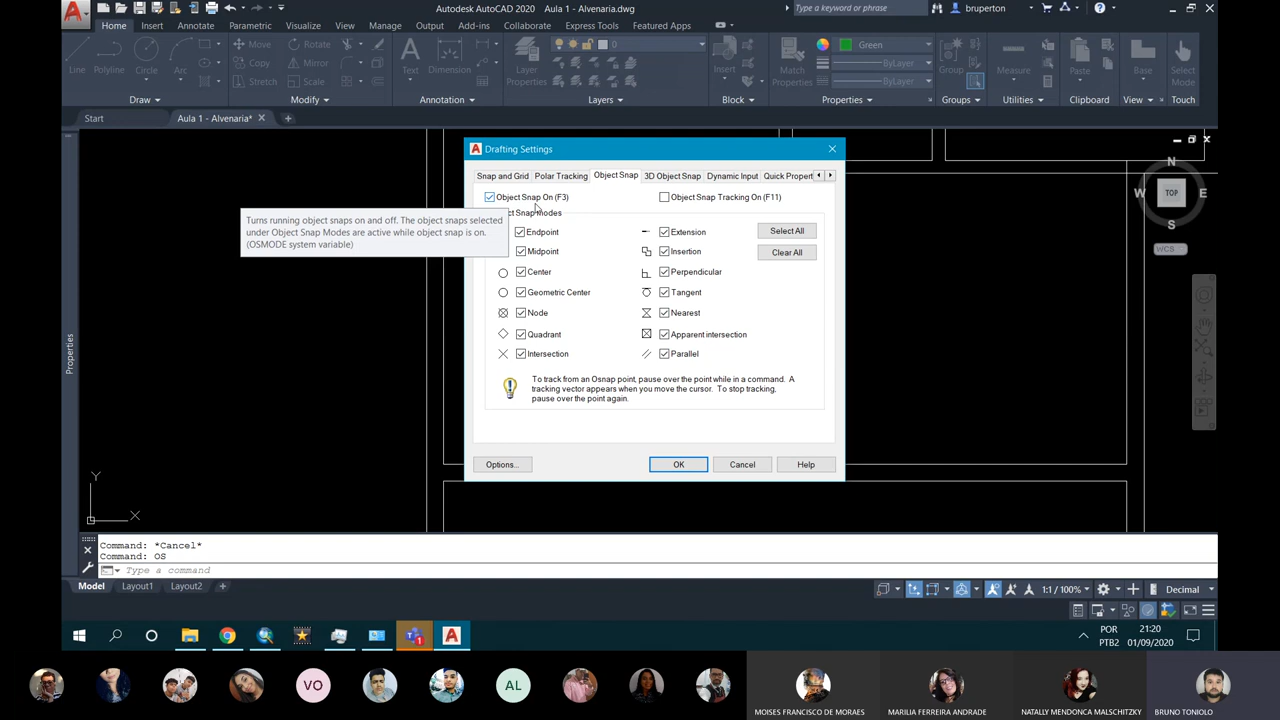 Autodesk AutoCAD 2020 Aula 1 - Alvenaria.dwg
Type a keyword or phrase
bruperton
Home Insert Annotate Parametric Visualize View Manage Output Add-ins Collaborate Express Tools Featured Apps
Line Polyline Circle Arc
Move Rotate
Copy Mirror
Stretch Scale
Text Dimension
Layer Properties
0
Insert
Match Properties
Green
ByLayer
ByLayer
Group
Measure
Paste
Base
Select Mode
Draw Modify Annotation Layers Block Properties Groups Utilities Clipboard View Touch
Start Aula 1 - Alvenaria*
Drafting Settings
Snap and Grid Polar Tracking Object Snap 3D Object Snap Dynamic Input Quick Propert
Object Snap On (F3) Object Snap Tracking On (F11)
ct Snap Modes
Turns running object snaps on and off. The object snaps selected
under Object Snap Modes are active while object snap is on.
(OSMODE system variable)
Endpoint Extension Select All
Midpoint Insertion Clear All
Center Perpendicular
Geometric Center Tangent
Node Nearest
Quadrant Apparent intersection
Intersection Parallel
To track from an Osnap point, pause over the point while in a command. A
tracking vector appears when you move the cursor. To stop tracking,
pause over the point again.
Options... OK Cancel Help
N
W TOP E
S
WCS
Properties
Y
X
Command: *Cancel*
Command: OS
Type a command
Model Layout1 Layout2
1:1 / 100% Decimal
POR
PTB2
21:20
01/09/2020
VO
AL
MOISES FRANCISCO DE MORAES
MARILIA FERREIRA ANDRADE
NATALLY MENDONCA MALSCHITZKY
BRUNO TONIOLO